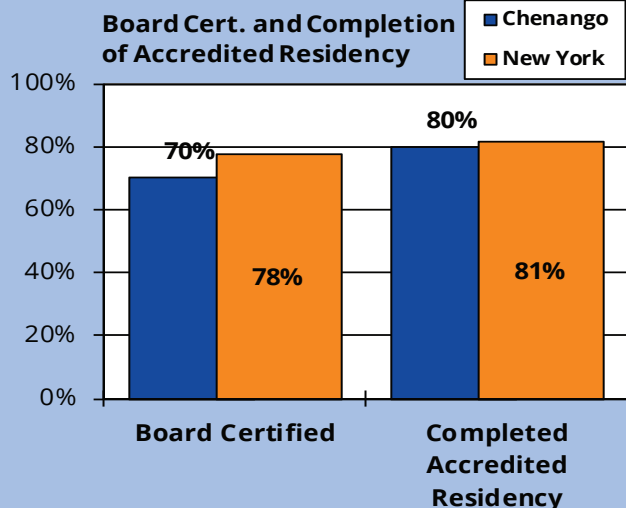 Board Cert. and Completion
of Accredited Residency
Chenango
New York
100%
80%
60%
40%
20%
0%
70%
78%
80%
81%
Board Certified
Completed
Accredited
Residency